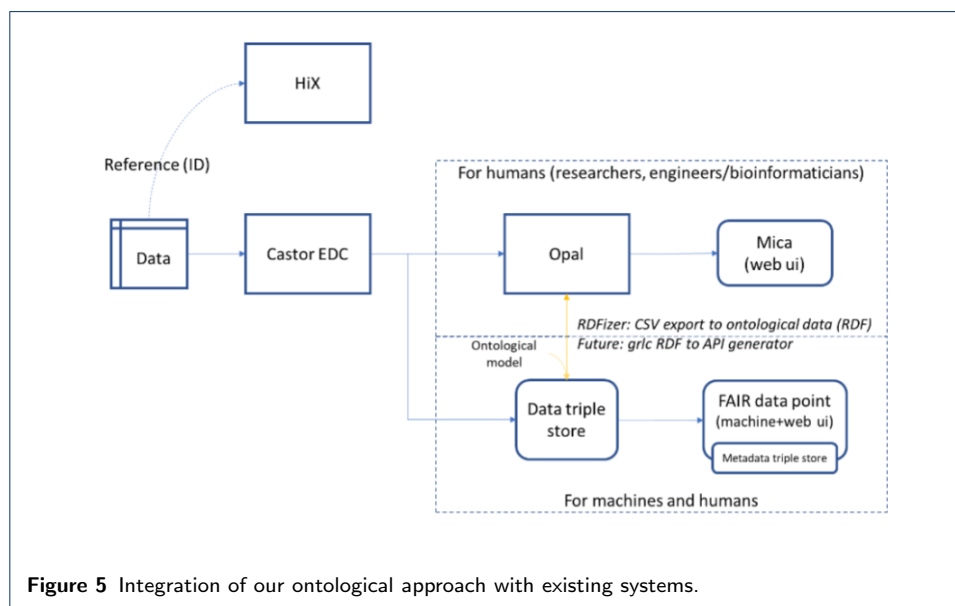 HiX
Reference (ID)
For humans (researchers, engineers/bioinformaticians)
Data
Castor EDC
Opal
Mica
(web ui)
RDFizer: CSV export to ontological data (RDF)
Future: grlc RDF to API generator
Ontological
model
Data triple
store
FAIR data point
(machine+web ui)
Metadata triple store
For machines and humans
Figure 5 Integration of our ontological approach with existing systems.